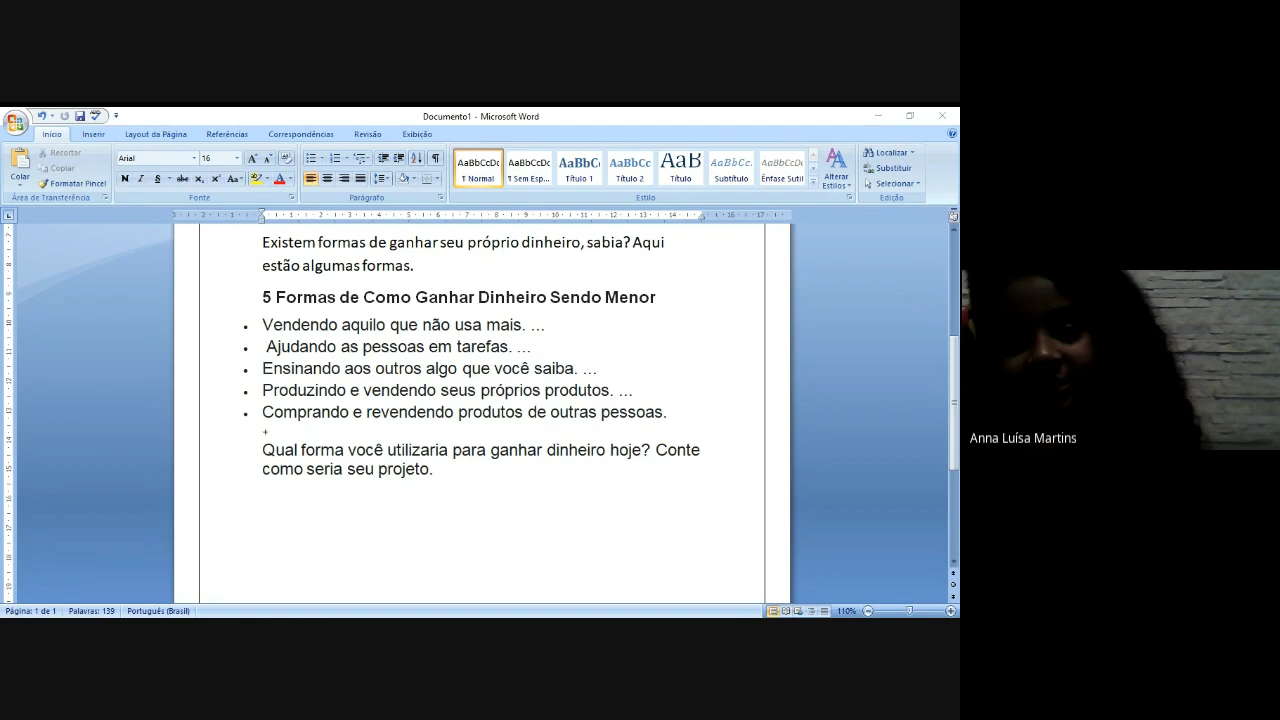 Documento1 - Microsoft Word
Início Inserir Layout da Página Referências Correspondências Revisão Exibição
Colar
Recortar
Copiar
Formatar Pincel
Área de Transferência
Arial 16
N I S abc x₂ x² Aa
Fonte
Parágrafo
AaBbCcDc AaBbCcDc AaBbC AaBbCc AaB AaBbCc. AaBbCcDc
¶ Normal ¶ Sem Esp... Título 1 Título 2 Título Subtítulo Ênfase Sutil
Alterar Estilos
Estilo
Localizar
Substituir
Selecionar
Edição
Existem formas de ganhar seu próprio dinheiro, sabia? Aqui
estão algumas formas.
5 Formas de Como Ganhar Dinheiro Sendo Menor
• Vendendo aquilo que não usa mais. ...
• Ajudando as pessoas em tarefas. ...
• Ensinando aos outros algo que você saiba. ...
• Produzindo e vendendo seus próprios produtos. ...
• Comprando e revendendo produtos de outras pessoas.
+
Qual forma você utilizaria para ganhar dinheiro hoje? Conte
como seria seu projeto.
Anna Luísa Martins
Página: 1 de 1 Palavras: 139 Português (Brasil) 110%